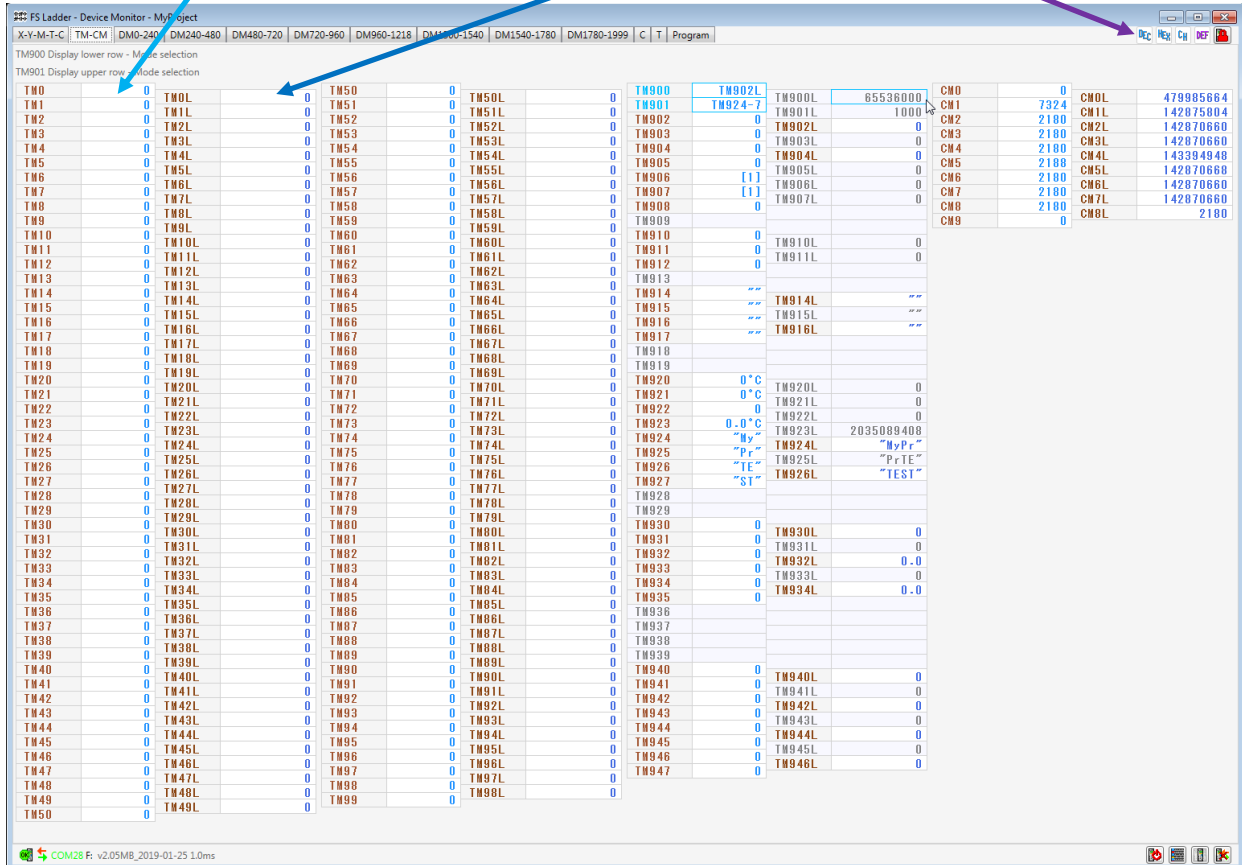 FS Ladder - Device Monitor - MyProject
X-Y-M-T-C TM-CM DM0-240 DM240-480 DM480-720 DM720-960 DM960-1218 DM1300-1540 DM1540-1780 DM1780-1999 C T Program DEC HEX CH DEF
TM900 Display lower row - Mode selection
TM901 Display upper row - Mode selection
TM0 0
TM1 0
TM2 0
TM3 0
TM4 0
TM5 0
TM6 0
TM7 0
TM8 0
TM9 0
TM10 0
TM11 0
TM12 0
TM13 0
TM14 0
TM15 0
TM16 0
TM17 0
TM18 0
TM19 0
TM20 0
TM21 0
TM22 0
TM23 0
TM24 0
TM25 0
TM26 0
TM27 0
TM28 0
TM29 0
TM30 0
TM31 0
TM32 0
TM33 0
TM34 0
TM35 0
TM36 0
TM37 0
TM38 0
TM39 0
TM40 0
TM41 0
TM42 0
TM43 0
TM44 0
TM45 0
TM46 0
TM47 0
TM48 0
TM49 0
TM50 0
TM0L 0
TM1L 0
TM2L 0
TM3L 0
TM4L 0
TM5L 0
TM6L 0
TM7L 0
TM8L 0
TM9L 0
TM10L 0
TM11L 0
TM12L 0
TM13L 0
TM14L 0
TM15L 0
TM16L 0
TM17L 0
TM18L 0
TM19L 0
TM20L 0
TM21L 0
TM22L 0
TM23L 0
TM24L 0
TM25L 0
TM26L 0
TM27L 0
TM28L 0
TM29L 0
TM30L 0
TM31L 0
TM32L 0
TM33L 0
TM34L 0
TM35L 0
TM36L 0
TM37L 0
TM38L 0
TM39L 0
TM40L 0
TM41L 0
TM42L 0
TM43L 0
TM44L 0
TM45L 0
TM46L 0
TM47L 0
TM48L 0
TM49L 0
TM50 0
TM51 0
TM52 0
TM53 0
TM54 0
TM55 0
TM56 0
TM57 0
TM58 0
TM59 0
TM60 0
TM61 0
TM62 0
TM63 0
TM64 0
TM65 0
TM66 0
TM67 0
TM68 0
TM69 0
TM70 0
TM71 0
TM72 0
TM73 0
TM74 0
TM75 0
TM76 0
TM77 0
TM78 0
TM79 0
TM80 0
TM81 0
TM82 0
TM83 0
TM84 0
TM85 0
TM86 0
TM87 0
TM88 0
TM89 0
TM90 0
TM91 0
TM92 0
TM93 0
TM94 0
TM95 0
TM96 0
TM97 0
TM98 0
TM99 0
TM50L 0
TM51L 0
TM52L 0
TM53L 0
TM54L 0
TM55L 0
TM56L 0
TM57L 0
TM58L 0
TM59L 0
TM60L 0
TM61L 0
TM62L 0
TM63L 0
TM64L 0
TM65L 0
TM66L 0
TM67L 0
TM68L 0
TM69L 0
TM70L 0
TM71L 0
TM72L 0
TM73L 0
TM74L 0
TM75L 0
TM76L 0
TM77L 0
TM78L 0
TM79L 0
TM80L 0
TM81L 0
TM82L 0
TM83L 0
TM84L 0
TM85L 0
TM86L 0
TM87L 0
TM88L 0
TM89L 0
TM90L 0
TM91L 0
TM92L 0
TM93L 0
TM94L 0
TM95L 0
TM96L 0
TM97L 0
TM98L 0
TM900 TM902L
TM901 TM924-7
TM902 0
TM903 0
TM904 0
TM905 0
TM906 [1]
TM907 [1]
TM908 0
TM909
TM910 0
TM911 0
TM912 0
TM913
TM914 ""
TM915 ""
TM916 ""
TM917 ""
TM918
TM919
TM920 0°C
TM921 0°C
TM922 0
TM923 0.0°C
TM924 "My"
TM925 "Pr"
TM926 "TE"
TM927 "ST"
TM928
TM929
TM930 0
TM931 0
TM932 0
TM933 0
TM934 0
TM935 0
TM936
TM937
TM938
TM939
TM940 0
TM941 0
TM942 0
TM943 0
TM944 0
TM945 0
TM946 0
TM947 0
TM900L 65536000
TM901L 1000
TM902L 0
TM903L 0
TM904L 0
TM905L 0
TM906L 0
TM907L 0
TM910L 0
TM911L 0
TM914L ""
TM915L ""
TM916L ""
TM920L 0
TM921L 0
TM922L 0
TM923L 2035089408
TM924L "MyPr"
TM925L "PrTE"
TM926L "TEST"
TM930L 0
TM931L 0
TM932L 0.0
TM933L 0
TM934L 0.0
TM940L 0
TM941L 0
TM942L 0
TM943L 0
TM944L 0
TM945L 0
TM946L 0
CM0 0
CM1 7324
CM2 2180
CM3 2180
CM4 2180
CM5 2188
CM6 2180
CM7 2180
CM8 2180
CM9 0
CM0L 479985664
CM1L 142875804
CM2L 142870660
CM3L 142870660
CM4L 143394948
CM5L 142870668
CM6L 142870660
CM7L 142870660
CM8L 2180
COM28 F: v2.05MB_2019-01-25 1.0ms